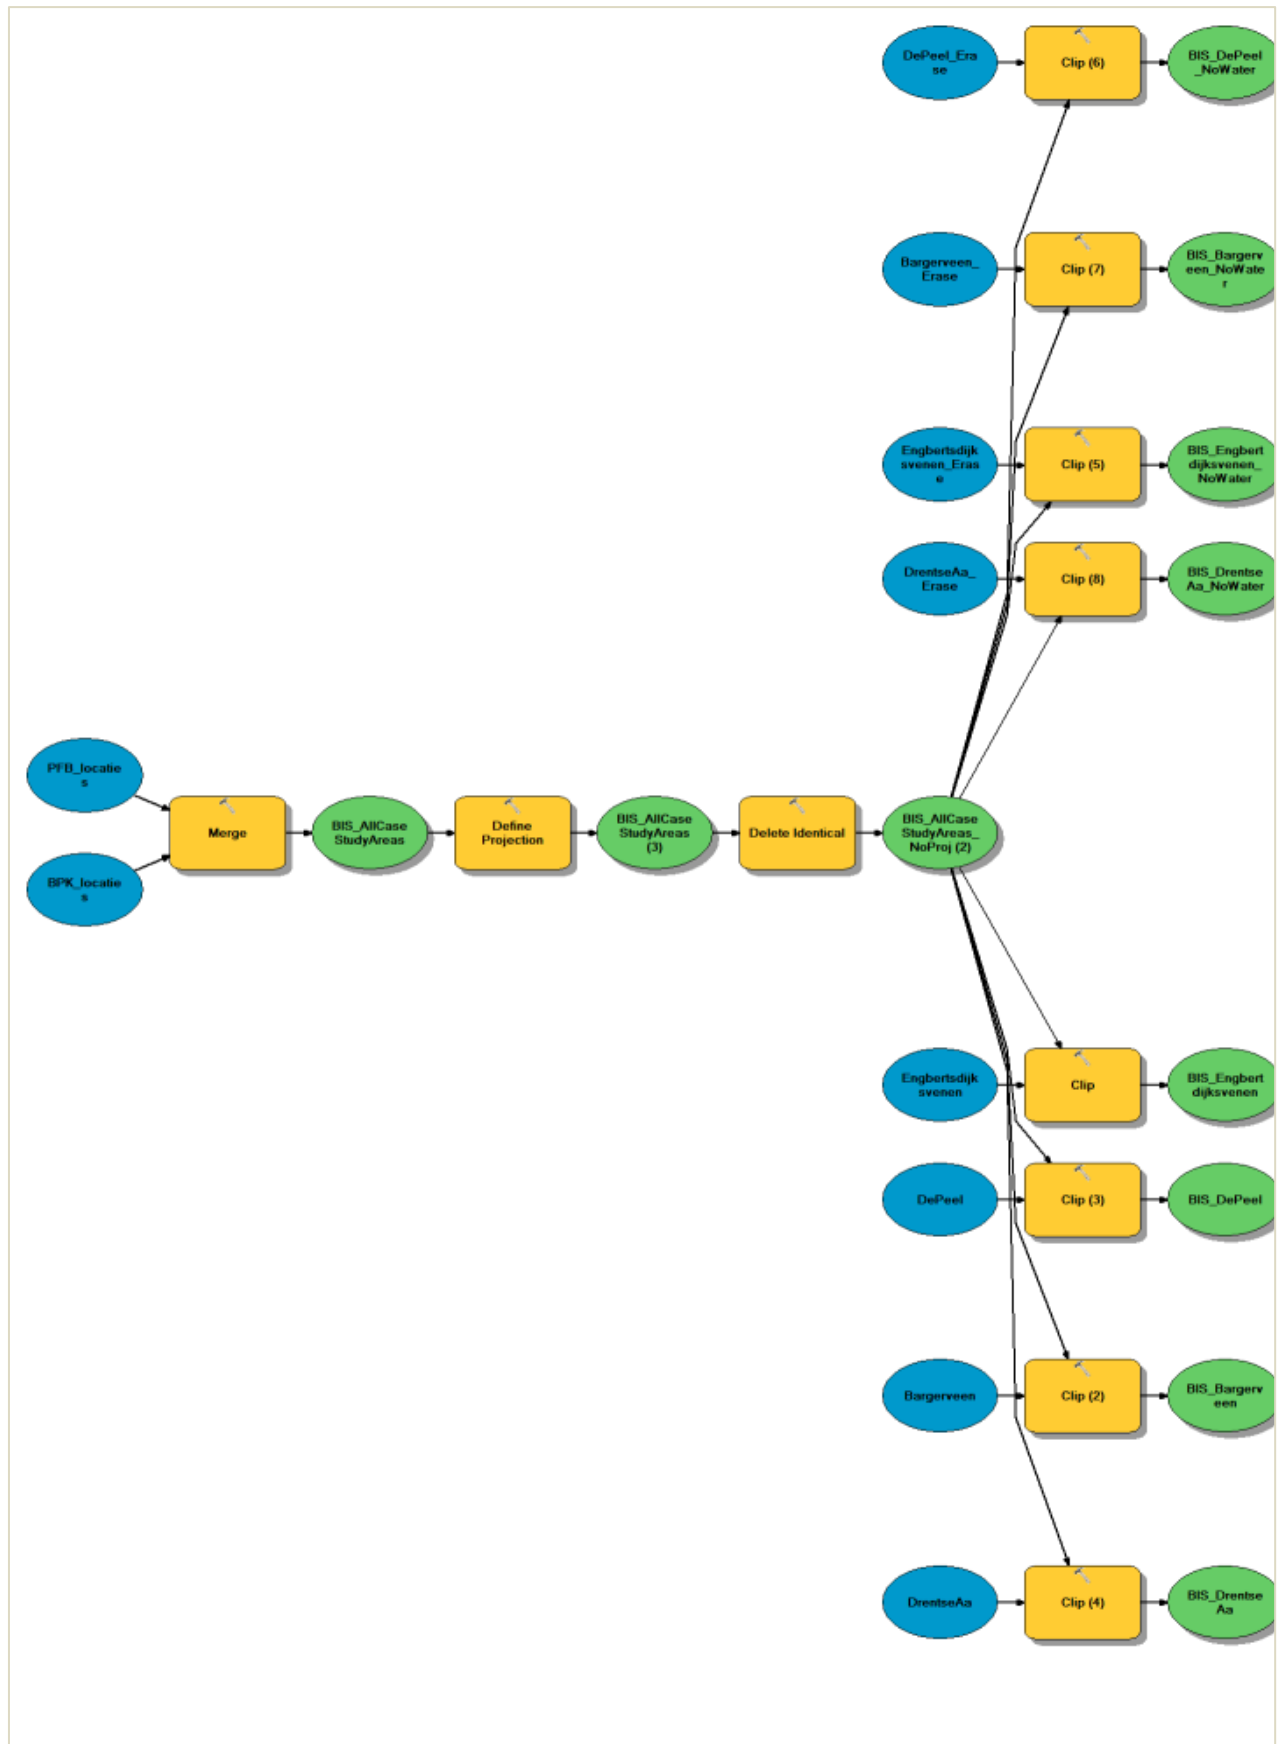 DePeel_Era
se
Clip (6)
BIS_DePeel
_NoWater
Bargerveen_
Erase
Clip (7)
BIS_Bargerv
een_NoWate
r
Engbertsdijk
svenen_Eras
e
Clip (5)
BIS_Engbert
dijksvenen_
NoWater
DrentseAa_
Erase
Clip (8)
BIS_Drentse
Aa_NoWater
PFB_locatie
s
BPK_locatie
s
Merge
BIS_AllCase
StudyAreas
Define
Projection
BIS_AllCase
StudyAreas
(3)
Delete Identical
BIS_AllCase
StudyAreas_
NoProj (2)
Engbertsdijk
svenen
Clip
BIS_Engbert
dijksvenen
DePeel
Clip (3)
BIS_DePeel
Bargerveen
Clip (2)
BIS_Bargerv
een
DrentseAa
Clip (4)
BIS_Drentse
Aa